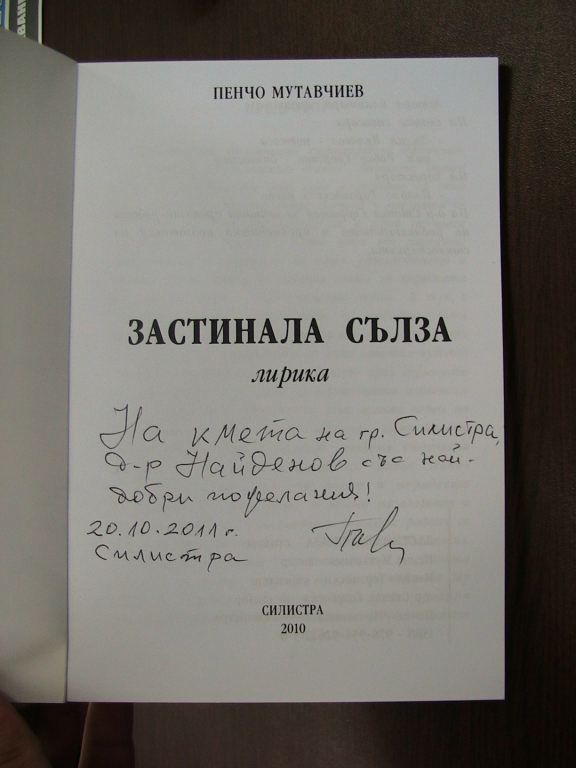 ПЕНЧО МУТАВЧИЕВ
ЗАСТИНАЛА СЪЛЗА
лирика
На кмета на гр. Силистра,
д-р Найденов със най-
добри пожелания!
20.10.2011 г.
Силистра
СИЛИСТРА
2010